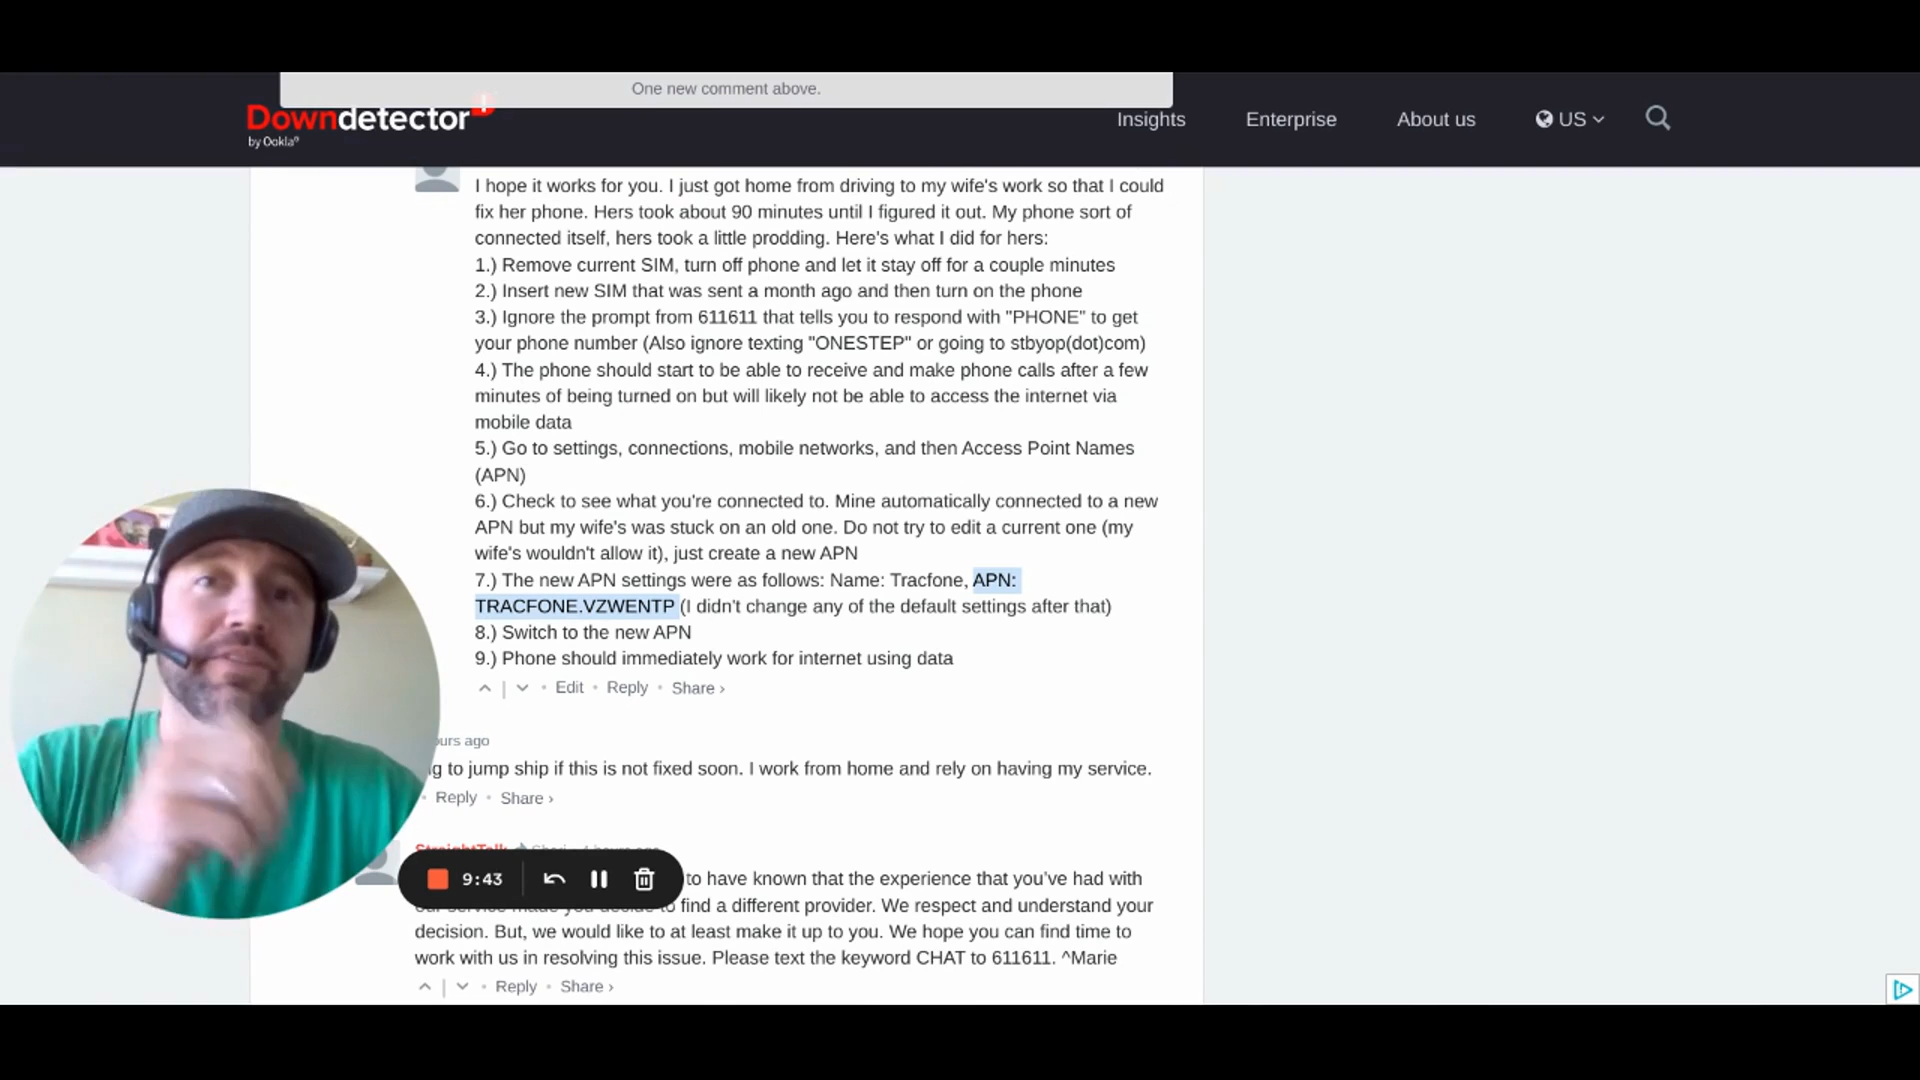 One new comment above.
Downdetector
by Ookla®
Insights
Enterprise
About us
US
I hope it works for you. I just got home from driving to my wife's work so that I could
fix her phone. Hers took about 90 minutes until I figured it out. My phone sort of
connected itself, hers took a little prodding. Here's what I did for hers:
1.) Remove current SIM, turn off phone and let it stay off for a couple minutes
2.) Insert new SIM that was sent a month ago and then turn on the phone
3.) Ignore the prompt from 611611 that tells you to respond with "PHONE" to get
your phone number (Also ignore texting "ONESTEP" or going to stbyop(dot)com)
4.) The phone should start to be able to receive and make phone calls after a few
minutes of being turned on but will likely not be able to access the internet via
mobile data
5.) Go to settings, connections, mobile networks, and then Access Point Names
(APN)
6.) Check to see what you're connected to. Mine automatically connected to a new
APN but my wife's was stuck on an old one. Do not try to edit a current one (my
wife's wouldn't allow it), just create a new APN
7.) The new APN settings were as follows: Name: Tracfone, APN:
TRACFONE.VZWENTP (I didn't change any of the default settings after that)
8.) Switch to the new APN
9.) Phone should immediately work for internet using data
• Edit • Reply • Share ›
ago
to jump ship if this is not fixed soon. I work from home and rely on having my service.
• Reply • Share ›
9:43
to have known that the experience that you've had with
find a different provider. We respect and understand your
decision. But, we would like to at least make it up to you. We hope you can find time to
work with us in resolving this issue. Please text the keyword CHAT to 611611. ^Marie
• Reply • Share ›